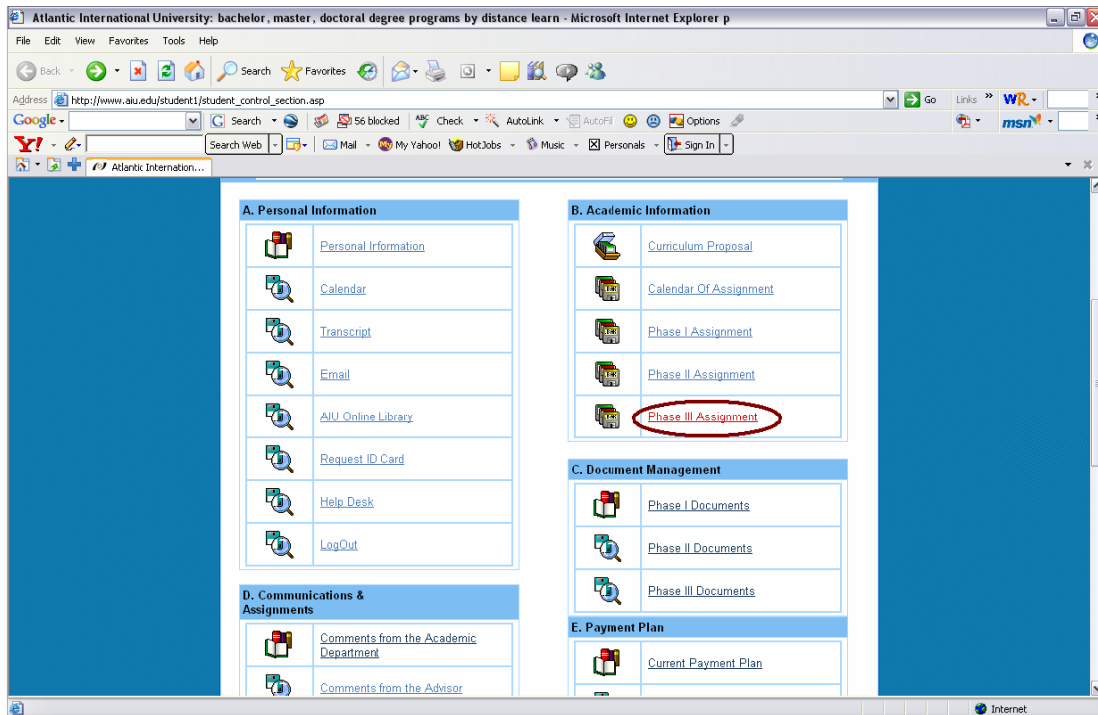 Atlantic International University: bachelor, master, doctoral degree programs by distance learn - Microsoft Internet Explorer p
File Edit View Favorites Tools Help
Back Search Favorites
Address http://www.aiu.edu/student1/student_control_section.asp Go Links » WR
Google Search 56 blocked ABC Check AutoLink AutoFil Options msn
Y! Search Web Mail My Yahoo! HotJobs Music Personals Sign In
Atlantic Internation...
A. Personal Information
Personal Information
Calendar
Transcript
Email
AIU Online Library
Request ID Card
Help Desk
LogOut
B. Academic Information
Curriculum Proposal
Calendar Of Assignment
Phase I Assignment
Phase II Assignment
Phase III Assignment
C. Document Management
Phase I Documents
Phase II Documents
Phase III Documents
D. Communications &
Assignments
Comments from the Academic
Department
Comments from the Advisor
E. Payment Plan
Current Payment Plan
Internet